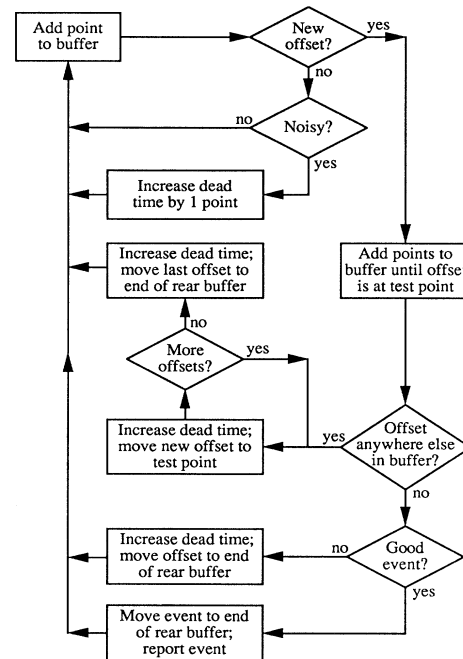 Add point
to buffer
New
offset?
yes
no
Noisy?
no
yes
Increase dead
time by 1 point
Increase dead time;
move last offset to
end of rear buffer
Add points to
buffer until offse
is at test point
no
More
offsets?
yes
Increase dead time;
move new offset to
test point
yes
Offset
anywhere else
in buffer?
no
Increase dead time;
move offset to end
of rear buffer
no
Good
event?
yes
Move event to end
of rear buffer;
report event